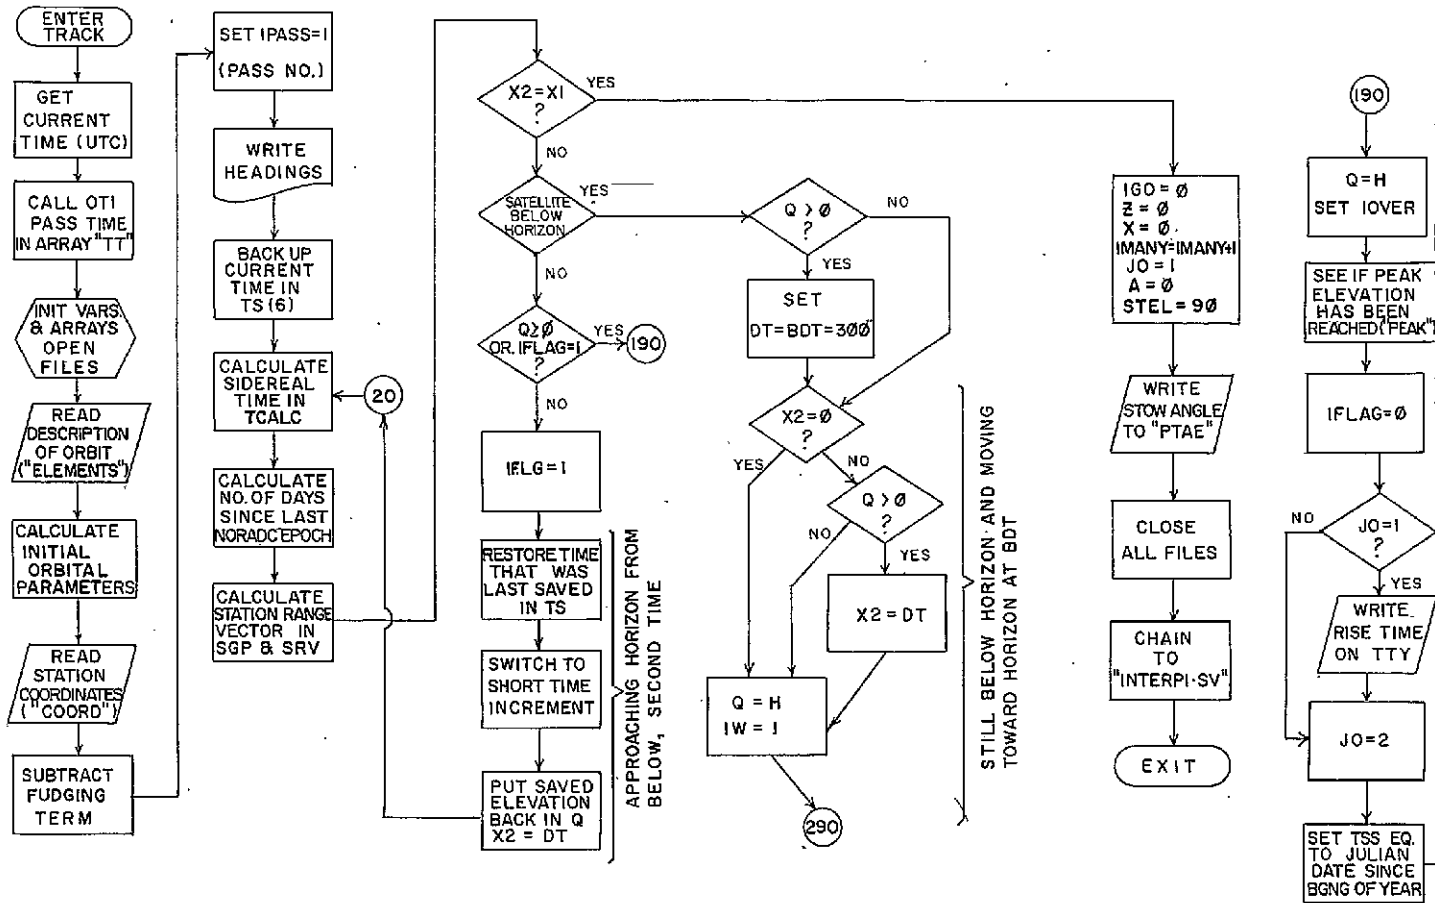 ENTER
TRACK
GET
CURRENT
TIME (UTC)
CALL OT1
PASS TIME
IN ARRAY "TT"
INIT VARS.
& ARRAYS
OPEN
FILES
READ
DESCRIPTION
OF ORBIT
("ELEMENTS")
CALCULATE
INITIAL
ORBITAL
PARAMETERS
READ
STATION
COORDINATES
("COORD")
SUBTRACT
FUDGING
TERM
SET IPASS=1
(PASS NO.)
WRITE
HEADINGS
BACK UP
CURRENT
TIME IN
TS (6)
CALCULATE
SIDEREAL
TIME IN
TCALC
20
CALCULATE
NO. OF DAYS
SINCE LAST
NORADC EPOCH
CALCULATE
STATION RANGE
VECTOR IN
SGP & SRV
X2=X1
?
YES
NO
SATELLITE
BELOW
HORIZON
YES
NO
Q≥Ø
OR. IFLAG=1
?
YES
190
NO
IFLG=1
RESTORE TIME
THAT WAS
LAST SAVED
IN TS
SWITCH TO
SHORT TIME
INCREMENT
PUT SAVED
ELEVATION
BACK IN Q
X2 = DT
APPROACHING HORIZON FROM
BELOW, SECOND TIME
Q > Ø
?
NO
YES
SET
DT=BDT=300
X2=Ø
?
YES
NO
Q > Ø
?
NO
YES
X2=DT
Q = H
IW = 1
290
STILL BELOW HORIZON AND MOVING
TOWARD HORIZON AT BDT
IGO = Ø
Z = Ø
X = Ø
IMANY=IMANY+1
JO = 1
A = Ø
STEL = 9Ø
WRITE
STOW ANGLE
TO "PTAE"
CLOSE
ALL FILES
CHAIN
TO
"INTERPI·SV"
EXIT
190
Q=H
SET IOVER
SEE IF PEAK
ELEVATION
HAS BEEN
REACHED ("PEAK")
IFLAG=Ø
JO=1
?
NO
YES
WRITE
RISE TIME
ON TTY
JO=2
SET TSS EQ.
TO JULIAN
DATE SINCE
BGNG OF YEAR